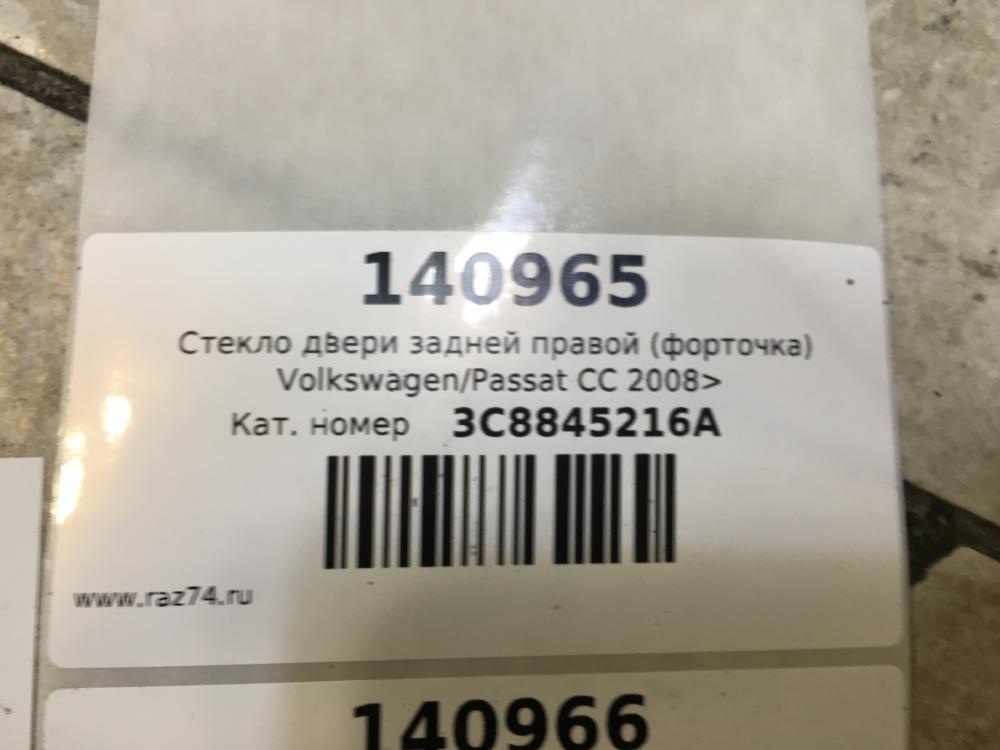 140965
Стекло двери задней правой (форточка)
Volkswagen/Passat CC 2008>
Кат. номер 3C8845216A
www.raz74.ru
140966